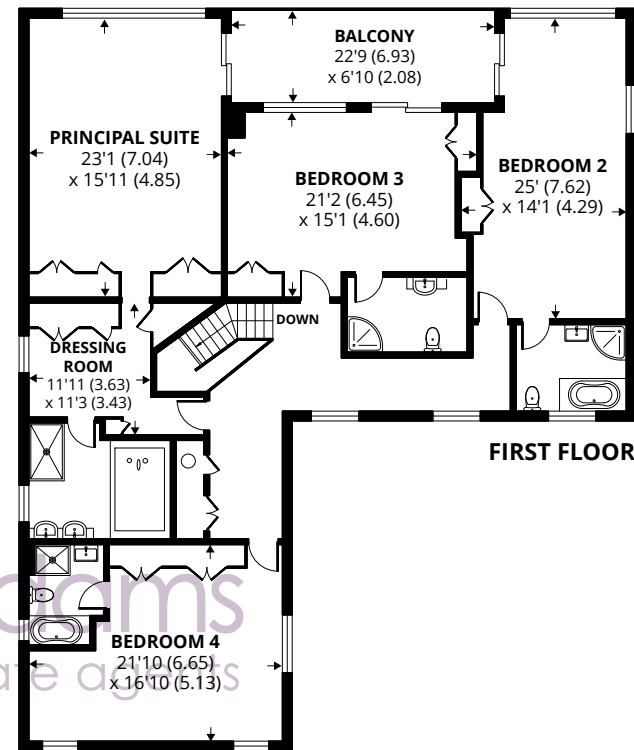 BALCONY
22'9 (6.93)
x 6'10 (2.08)
PRINCIPAL SUITE
23'1 (7.04)
x 15'11 (4.85)
BEDROOM 3
21'2 (6.45)
x 15'1 (4.60)
BEDROOM 2
25' (7.62)
x 14'1 (4.29)
DOWN
DRESSING
ROOM
11'11 (3.63)
x 11'3 (3.43)
FIRST FLOOR
dams
BEDROOM 4
21'10 (6.65)
x 16'10 (5.13)
ate agents